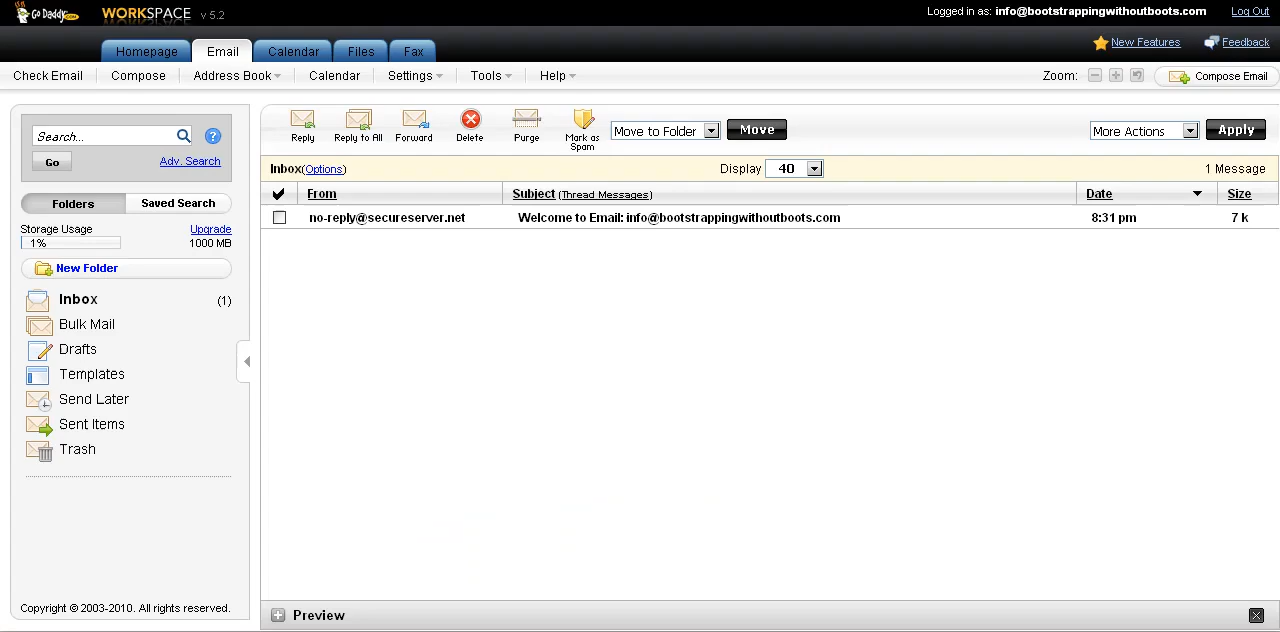 Go Daddy.COM WORKSPACE v 5.2 Logged in as: info@bootstrappingwithoutboots.com Log Out
Homepage Email Calendar Files Fax New Features Feedback
Check Email Compose Address Book Calendar Settings Tools Help Zoom: Compose Email
Search...
Go Adv. Search
Reply Reply to All Forward Delete Purge Mark as Spam Move to Folder Move More Actions Apply
Inbox (Options) Display 40 1 Message
Folders Saved Search
From Subject (Thread Messages) Date Size
no-reply@secureserver.net Welcome to Email: info@bootstrappingwithoutboots.com 8:31 pm 7 k
Storage Usage Upgrade
1% 1000 MB
New Folder
Inbox (1)
Bulk Mail
Drafts
Templates
Send Later
Sent Items
Trash
Copyright © 2003-2010. All rights reserved.
Preview